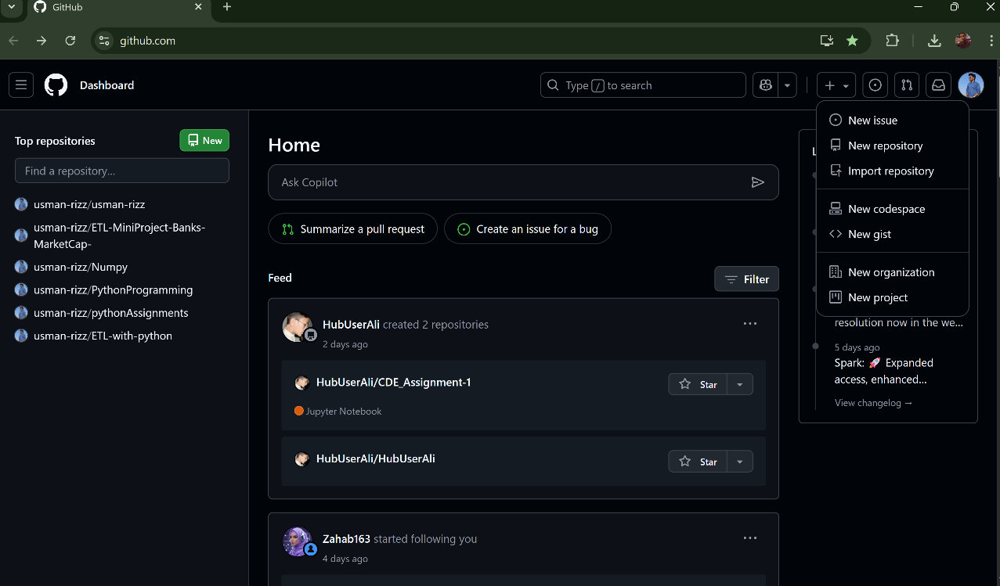 GitHub
github.com
Dashboard
Type / to search
Top repositories
New
Find a repository...
usman-rizz/usman-rizz
usman-rizz/ETL-MiniProject-Banks-
MarketCap-
usman-rizz/Numpy
usman-rizz/PythonProgramming
usman-rizz/pythonAssignments
usman-rizz/ETL-with-python
Home
Ask Copilot
Summarize a pull request
Create an issue for a bug
Feed
Filter
HubUserAli created 2 repositories
2 days ago
HubUserAli/CDE_Assignment-1
Star
Jupyter Notebook
HubUserAli/HubUserAli
Star
Zahab163 started following you
4 days ago
New issue
New repository
Import repository
New codespace
New gist
New organization
New project
resolution now in the we...
5 days ago
Spark: 🚀 Expanded
access, enhanced...
View changelog →